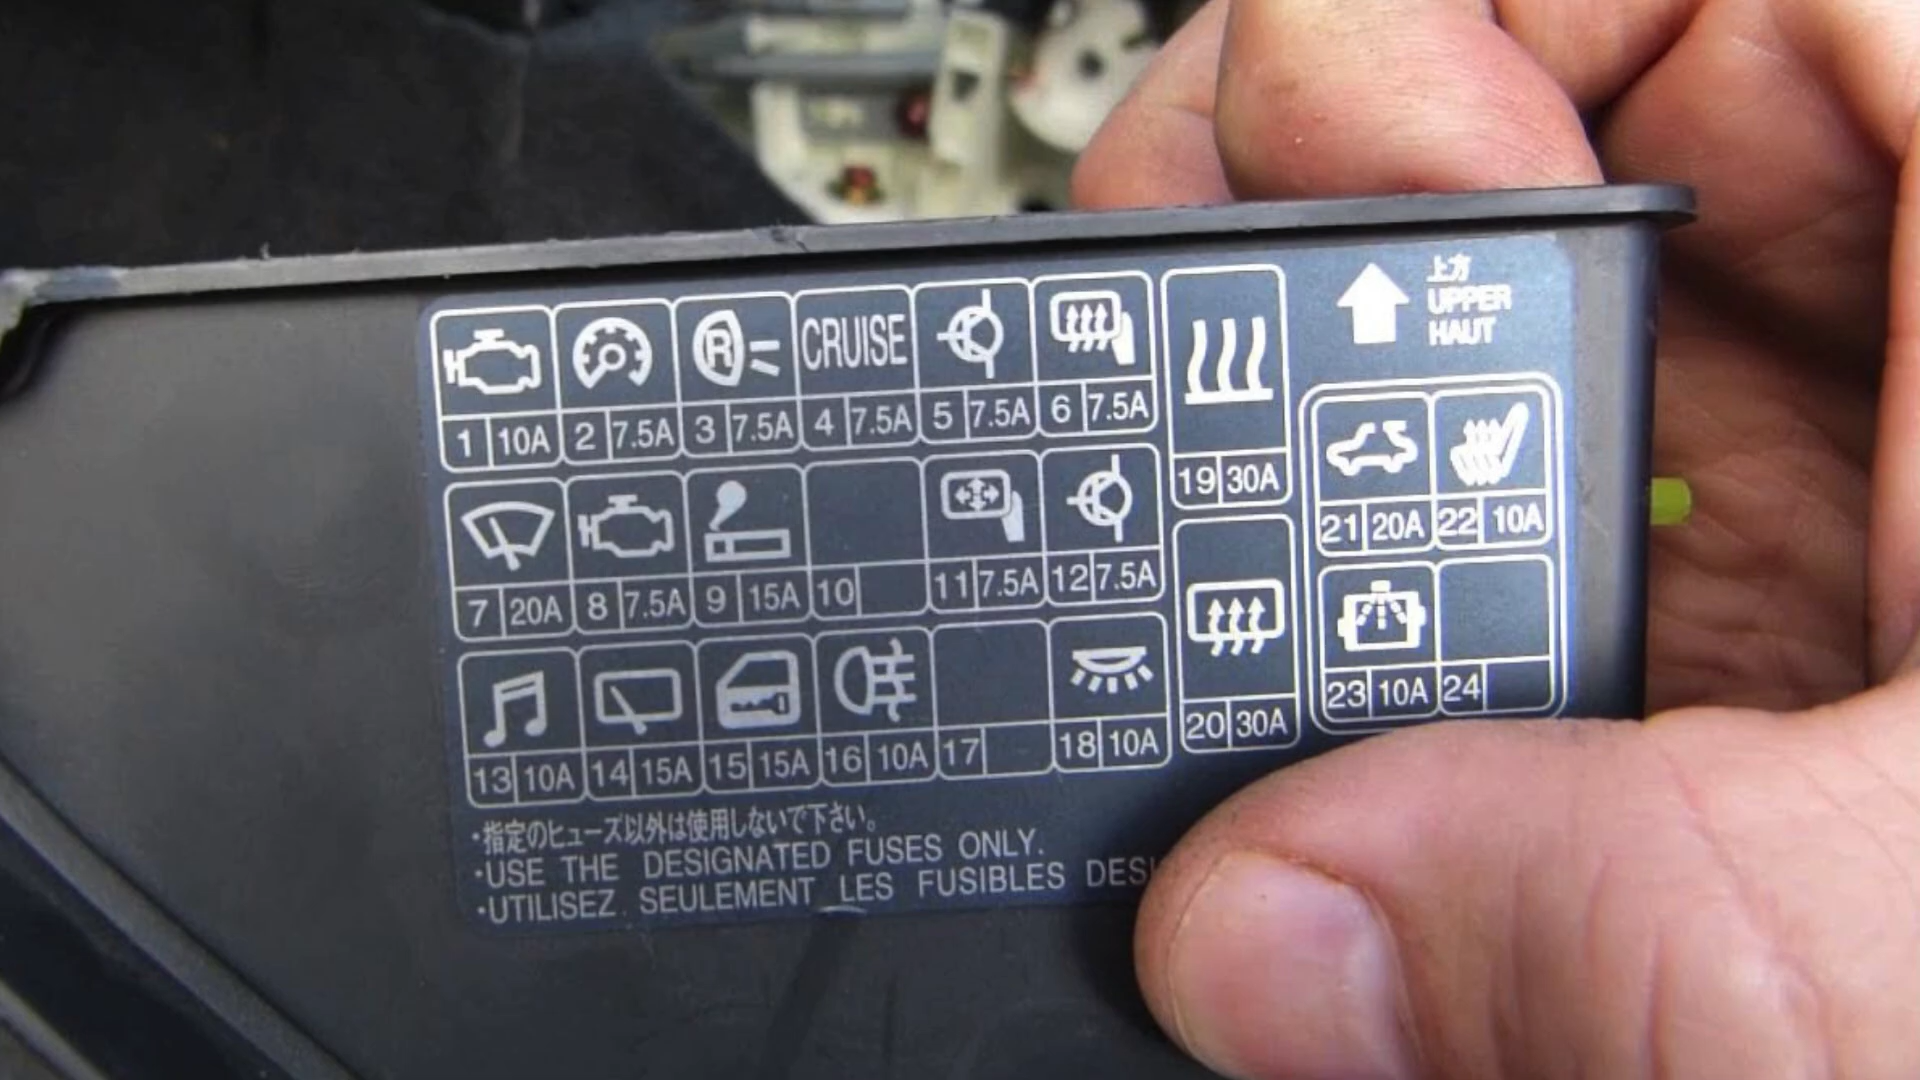 上方
UPPER
HAUT
R CRUISE
1 10A 2 7.5A 3 7.5A 4 7.5A 5 7.5A 6 7.5A
19 30A
21 20A 22 10A
7 20A 8 7.5A 9 15A 10 11 7.5A 12 7.5A
20 30A
23 10A 24
13 10A 14 15A 15 15A 16 10A 17 18 10A
・指定のヒューズ以外は使用しないで下さい。
・USE THE DESIGNATED FUSES ONLY.
・UTILISEZ SEULEMENT LES FUSIBLES